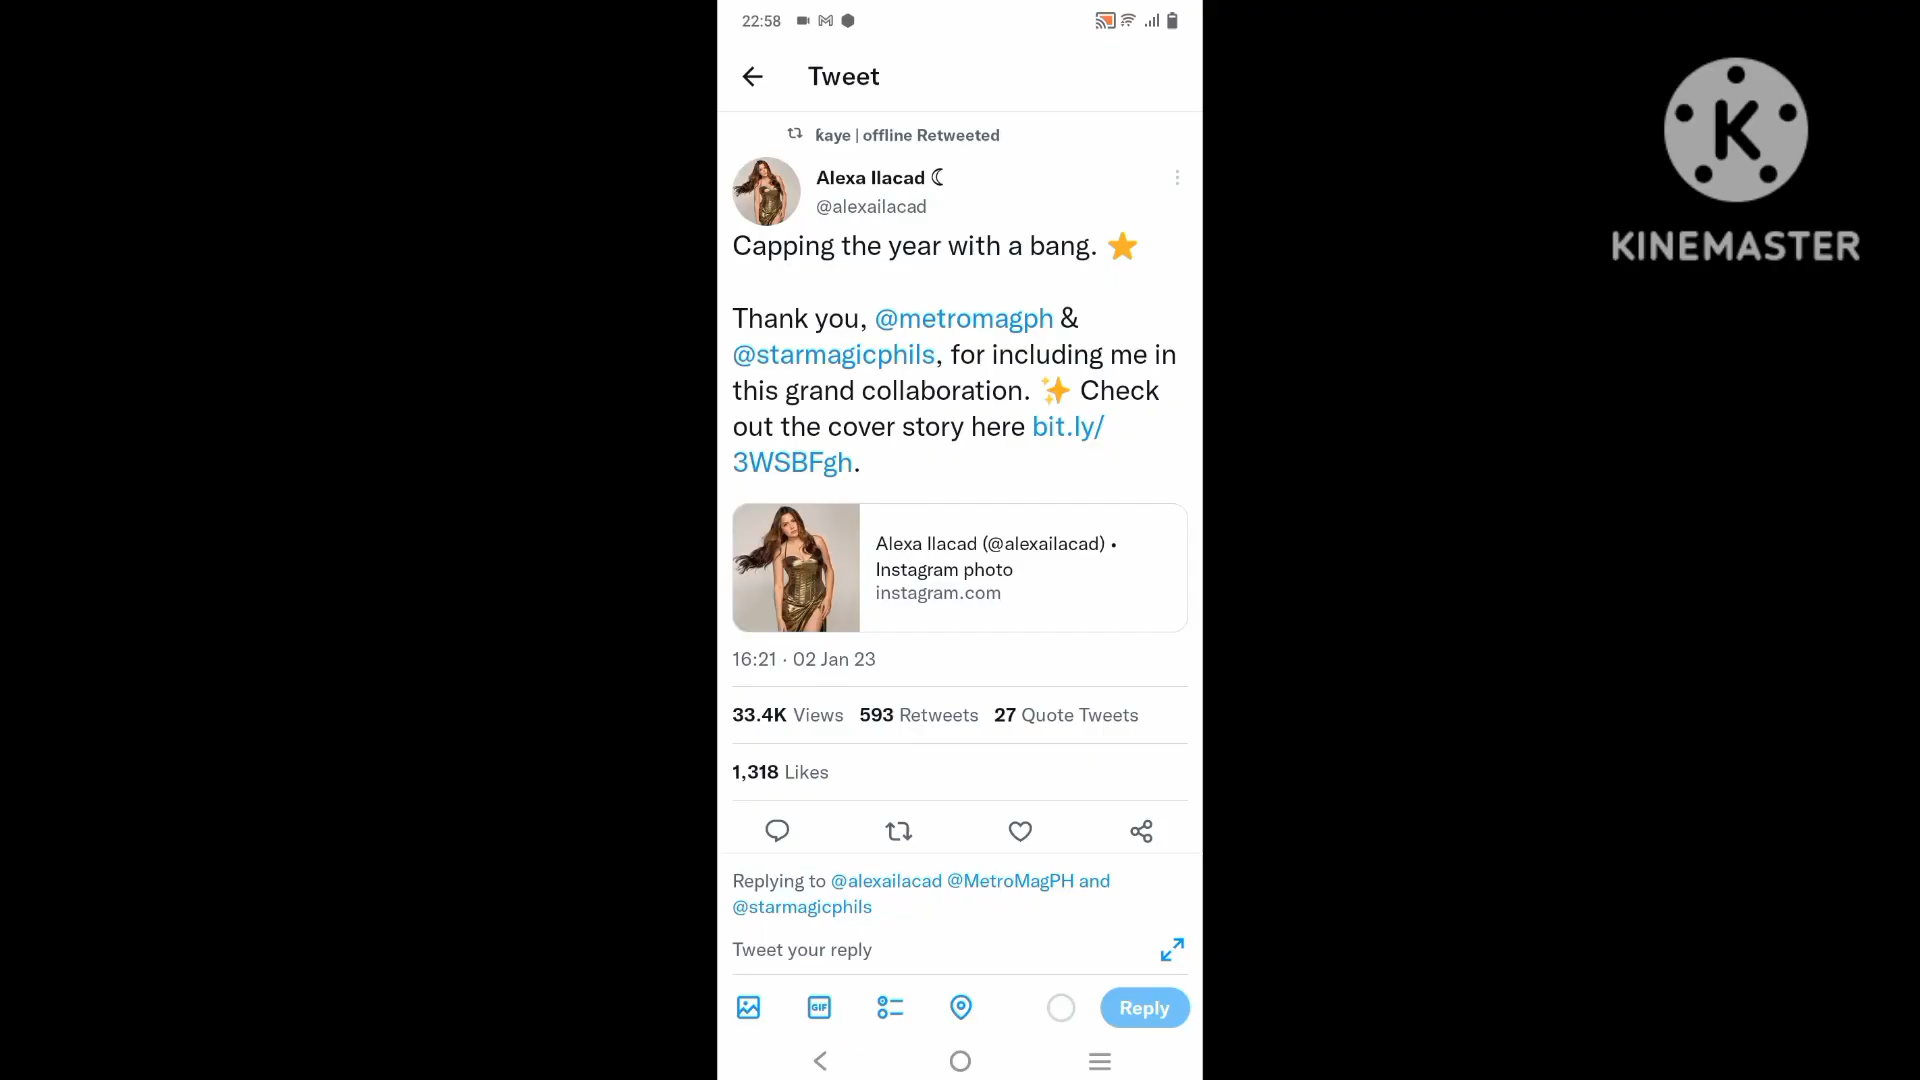 22:58
Tweet
kaye | offline Retweeted
Alexa Ilacad
@alexailacad
Capping the year with a bang. ⭐
Thank you, @metromagph &
@starmagicphils, for including me in
this grand collaboration. ✨ Check
out the cover story here bit.ly/
3WSBFgh.
Alexa Ilacad (@alexailacad) •
Instagram photo
instagram.com
16:21 · 02 Jan 23
33.4K Views 593 Retweets 27 Quote Tweets
1,318 Likes
Replying to @alexailacad @MetroMagPH and
@starmagicphils
Tweet your reply
GIF
Reply
K
KINEMASTER